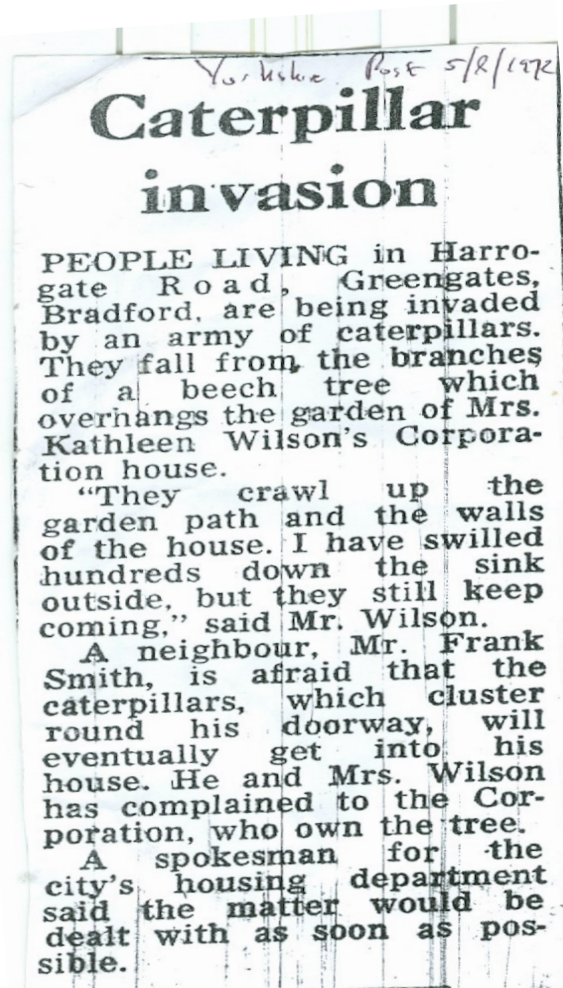 Yorkshire Post 5/8/1972
Caterpillar
invasion
PEOPLE LIVING in Harro-
gate Road, Greengates,
Bradford, are being invaded
by an army of caterpillars.
They fall from the branches
of a beech tree which
overhangs the garden of Mrs.
Kathleen Wilson's Corpora-
tion house.
"They crawl up the
garden path and the walls
of the house. I have swilled
hundreds down the sink
outside, but they still keep
coming," said Mr. Wilson.
A neighbour, Mr. Frank
Smith, is afraid that the
caterpillars, which cluster
round his doorway, will
eventually get into his
house. He and Mrs. Wilson
has complained to the Cor-
poration, who own the tree.
A spokesman for the
city's housing department
said the matter would be
dealt with as soon as pos-
sible.